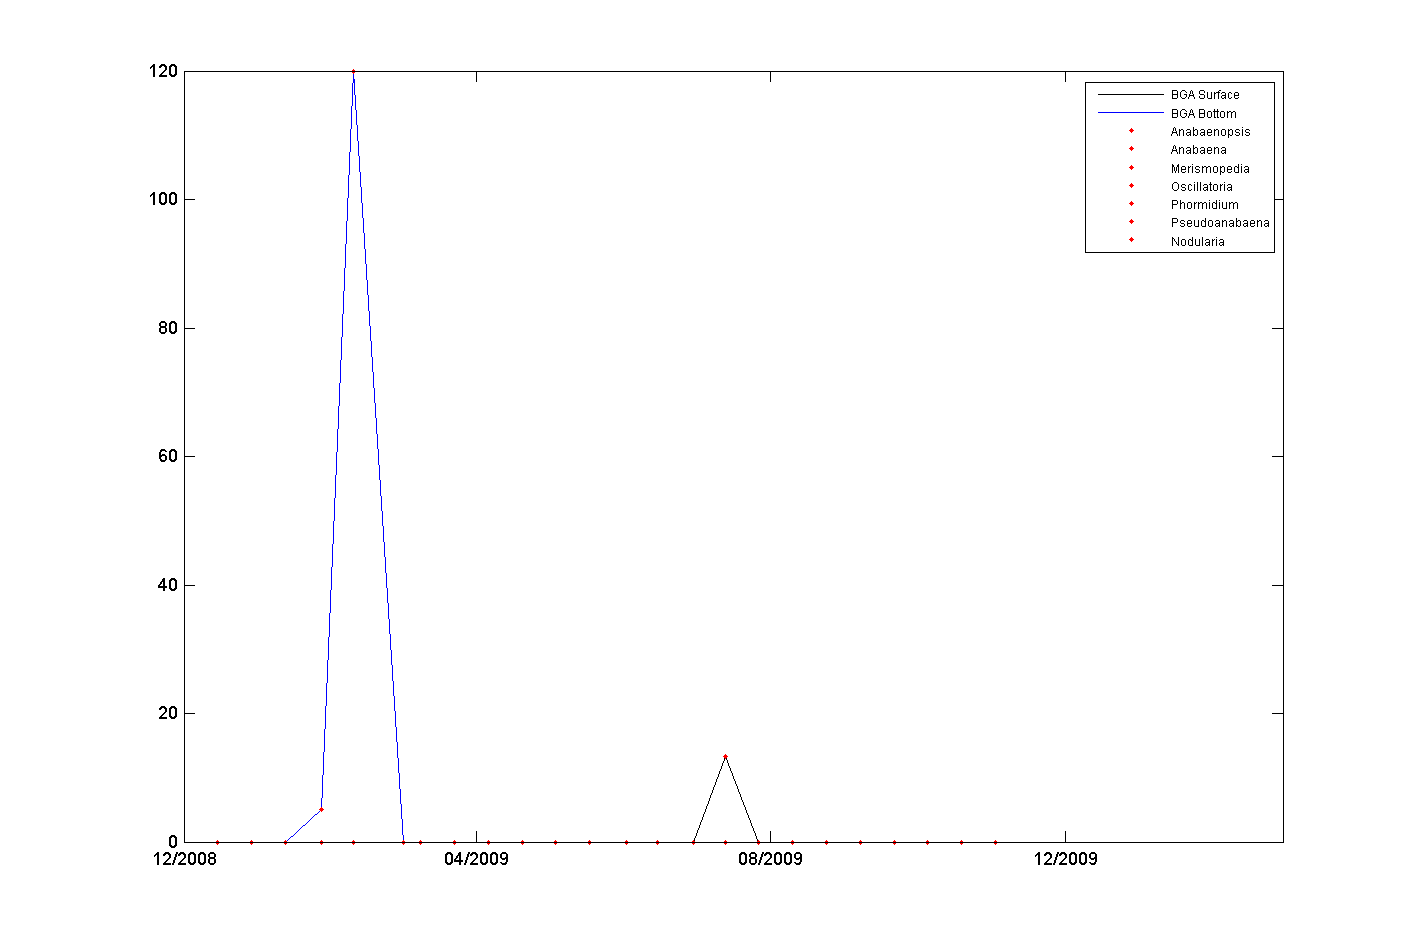 120
100
80
60
40
20
0
12/2008 04/2009 08/2009 12/2009
BGA Surface
BGA Bottom
Anabaenopsis
Anabaena
Merismopedia
Oscillatoria
Phormidium
Pseudoanabaena
Nodularia